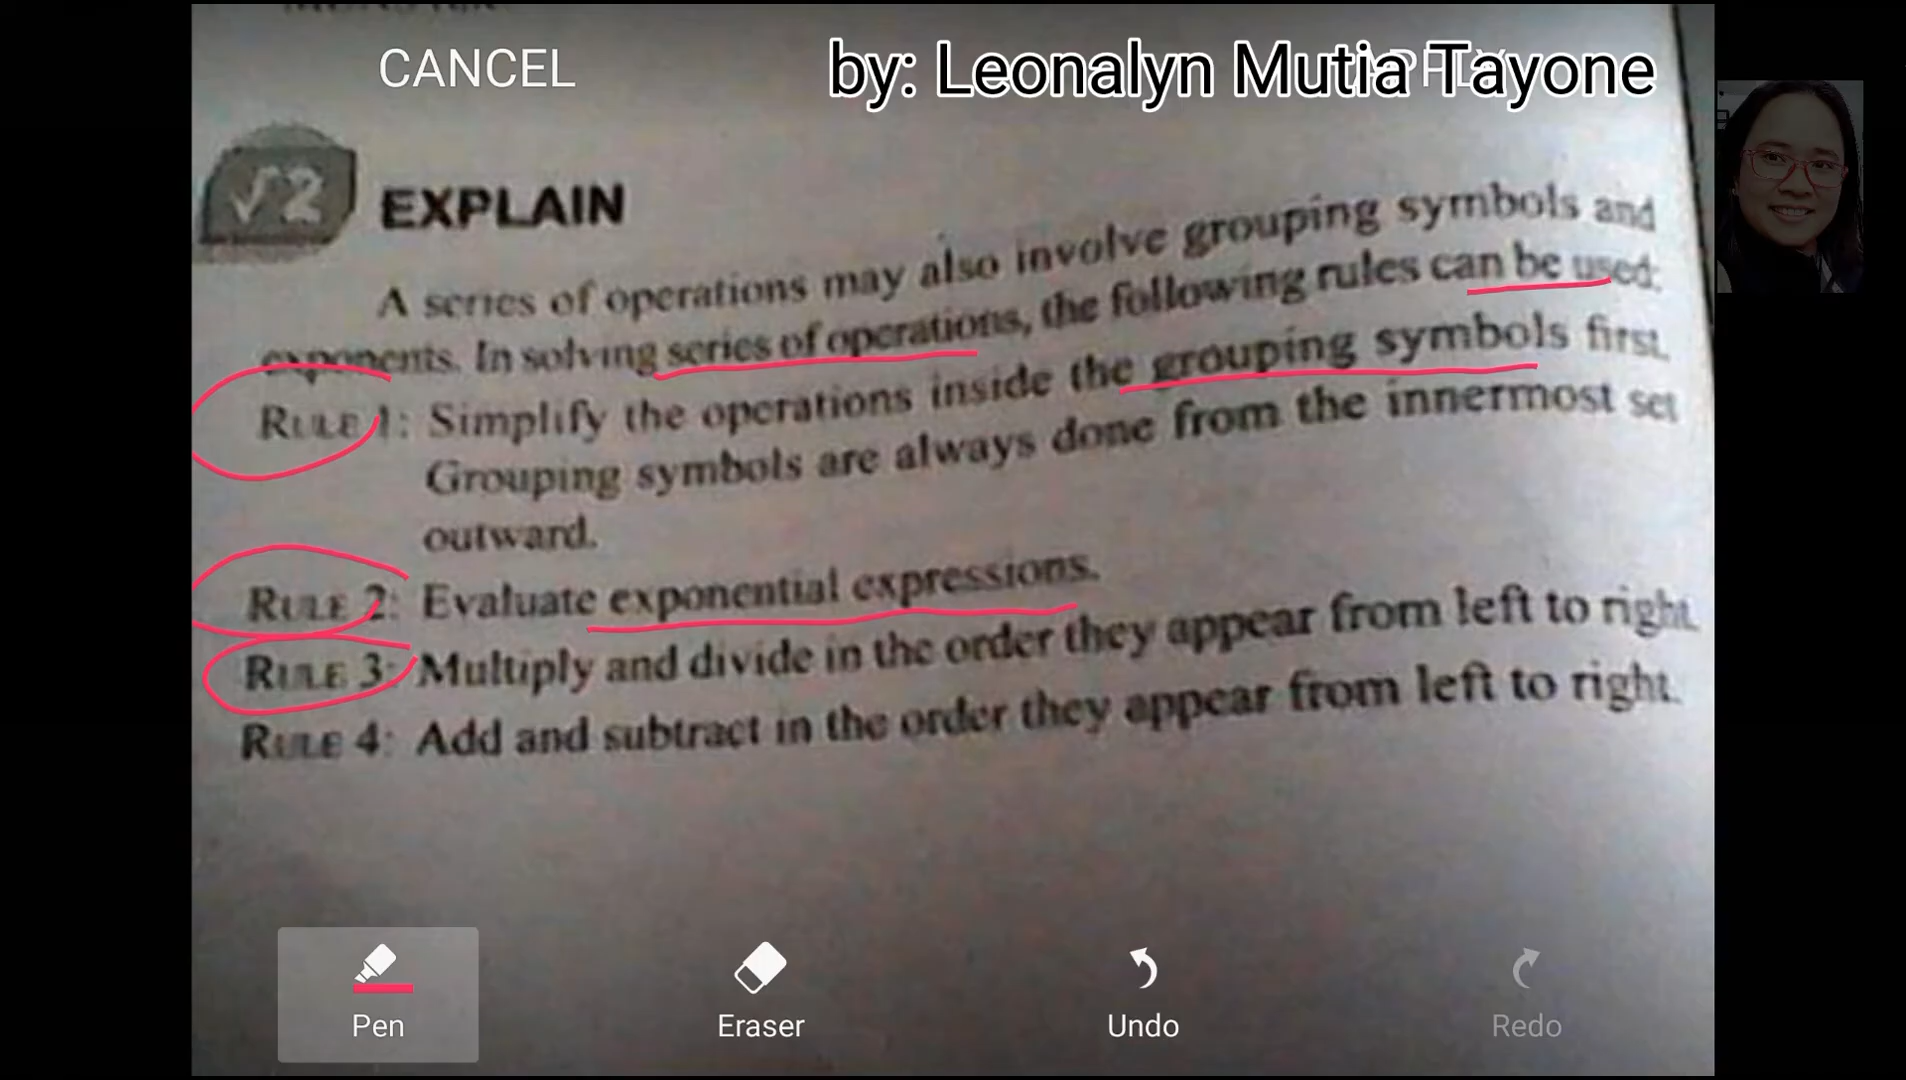 CANCEL
by: Leonalyn Mutia Tayone
√2 EXPLAIN
A series of operations may also involve grouping symbols and
exponents. In solving series of operations, the following rules can be used:
RULE 1: Simplify the operations inside the grouping symbols first.
Grouping symbols are always done from the innermost set
outward.
RULE 2: Evaluate exponential expressions.
RULE 3: Multiply and divide in the order they appear from left to right.
RULE 4: Add and subtract in the order they appear from left to right.
Pen
Eraser
Undo
Redo